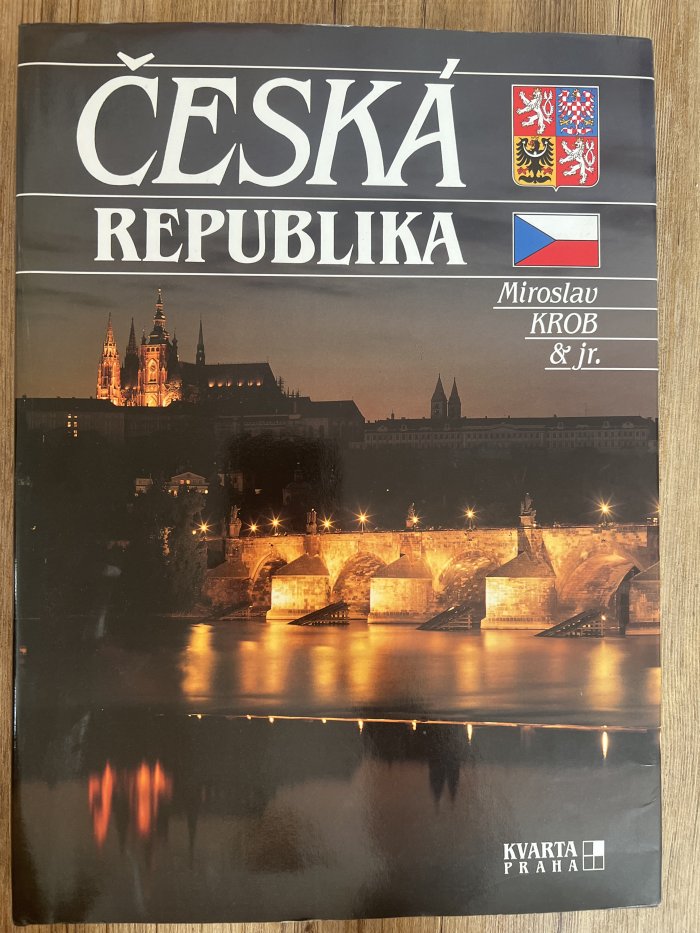 ČESKÁ
REPUBLIKA
Miroslav
KROB
& jr.
KVARTA
PRAHA